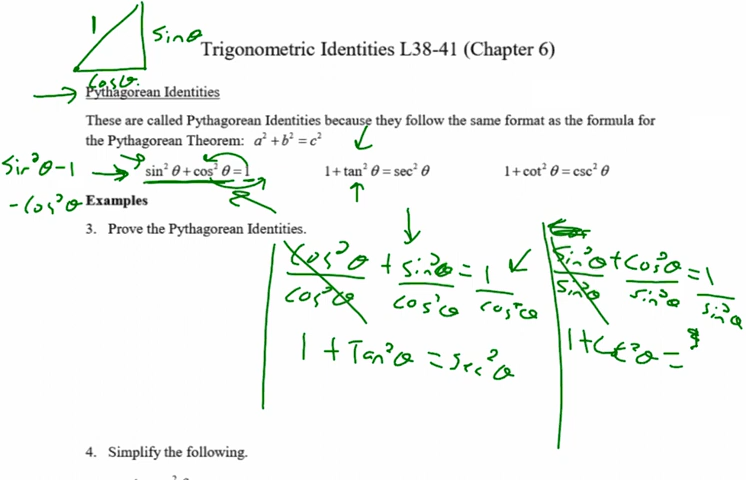 1
sinθ
Trigonometric Identities L38-41 (Chapter 6)
cosθ
Pythagorean Identities
These are called Pythagorean Identities because they follow the same format as the formula for
the Pythagorean Theorem: a² + b² = c²
sin²θ-1
sin² θ + cos² θ = 1 1 + tan² θ = sec² θ 1 + cot² θ = csc² θ
-cos²θ
Examples
3. Prove the Pythagorean Identities.
cos²θ/cos²θ + sin²θ/cos²θ = 1/cos²θ
sin²θ/sin²θ + cos²θ/sin²θ = 1/sin²θ
1 + Tan²θ = Sec²θ
1+Cot²θ =
4. Simplify the following.